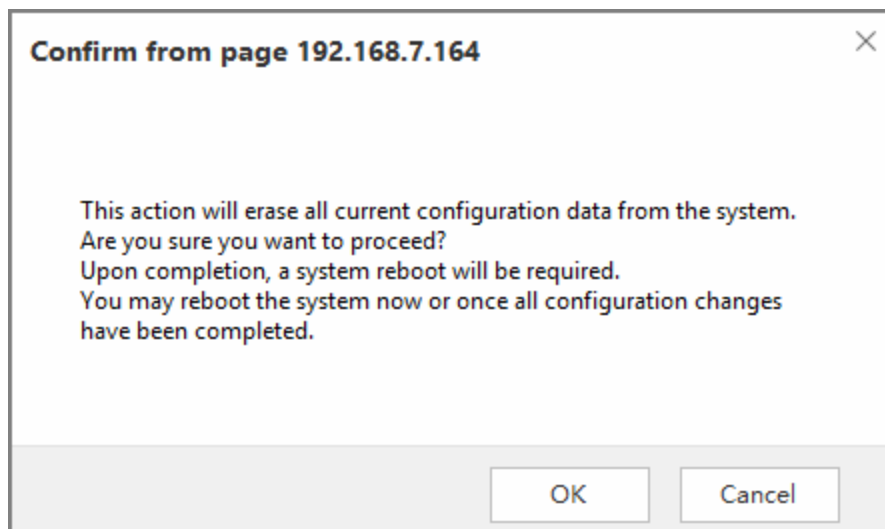 Confirm from page 192.168.7.164
This action will erase all current configuration data from the system.
Are you sure you want to proceed?
Upon completion, a system reboot will be required.
You may reboot the system now or once all configuration changes
have been completed.
OK
Cancel